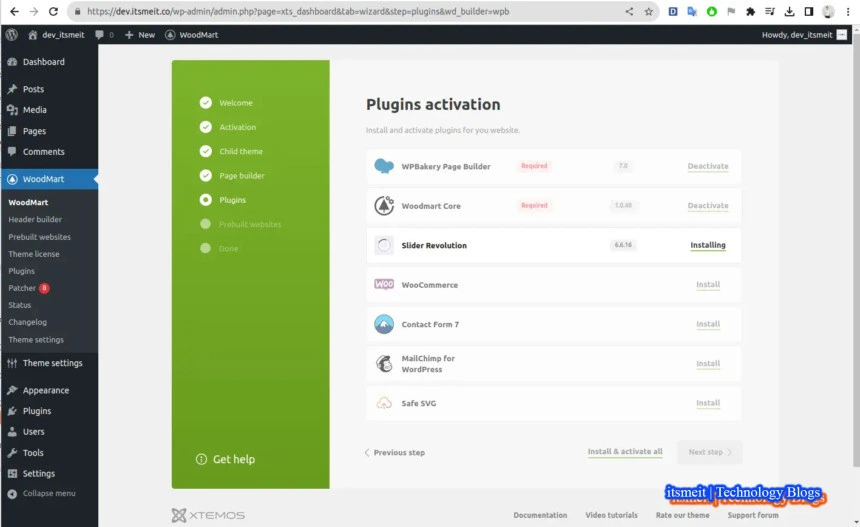 https://dev.itsmeit.co/wp-admin/admin.php?page=xts_dashboard&tab=wizard&step=plugins&wd_builder=wpb
dev_itsmeit 0 New WoodMart Howdy, dev_itsmeit
Dashboard
Posts
Media
Pages
Comments
WoodMart
WoodMart
Header builder
Prebuilt websites
Theme license
Plugins
Patcher 8
Status
Changelog
Theme settings
Theme settings
Appearance
Plugins
Users
Tools
Settings
Collapse menu
Welcome
Activation
Child theme
Page builder
Plugins
Prebuilt websites
Done
Get help
Plugins activation
Install and activate plugins for you website.
WPBakery Page Builder Required 7.0 Deactivate
Woodmart Core Required Deactivate
Slider Revolution 6.6.16 Installing
WOO WooCommerce Install
Contact Form 7 Install
MailChimp for
WordPress Install
Safe SVG Install
Previous step Install & activate all Next step
itsmeit | Technology Blogs
XTEMOS Documentation Video tutorials Rate our theme Support forum